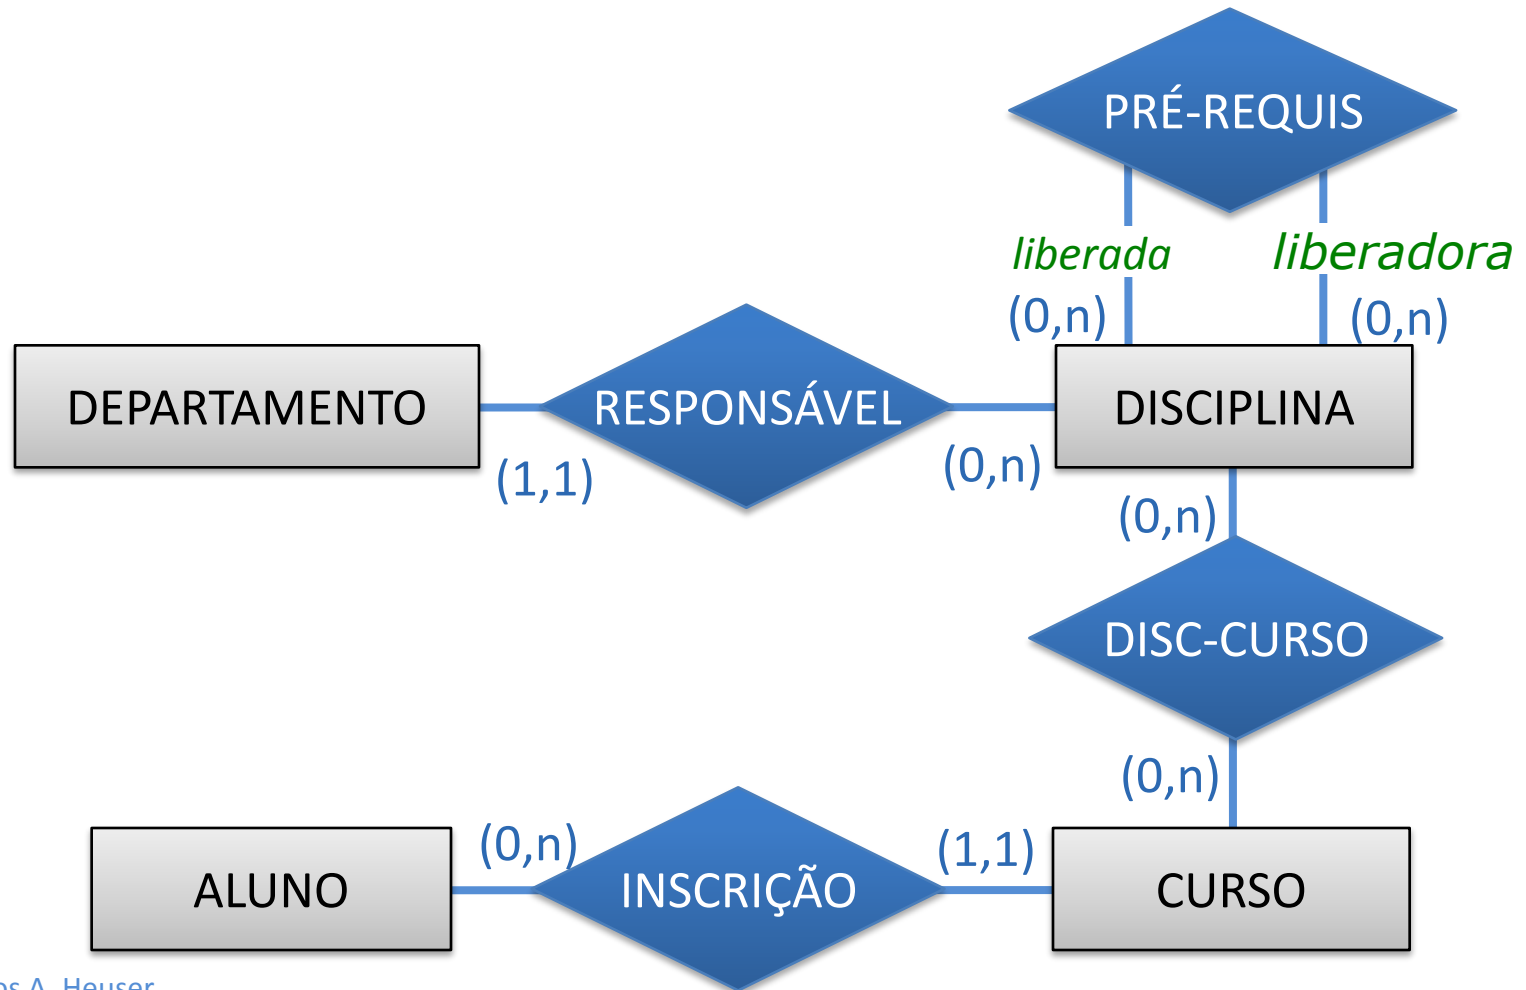 PRÉ-REQUIS
liberada liberadora
(0,n) (0,n)
DEPARTAMENTO RESPONSÁVEL DISCIPLINA
(1,1) (0,n)
(0,n)
DISC-CURSO
(0,n)
(0,n) (1,1)
ALUNO INSCRIÇÃO CURSO
A. Heuser